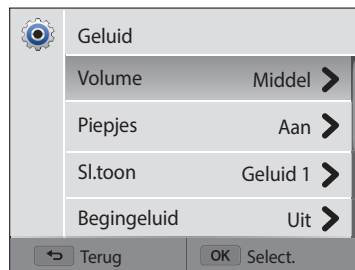 Geluid
Volume Middel
Piepjes Aan
Sl.toon Geluid 1
Begingeluid Uit
Terug OK Select.